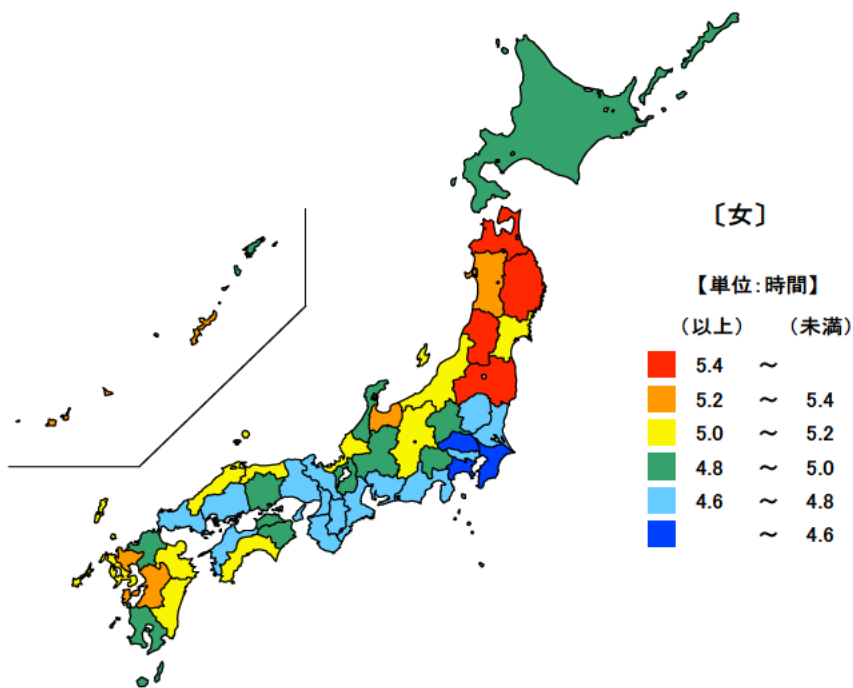 〔女〕
【単位:時間】
（以上） （未満）
5.4 ～
5.2 ～ 5.4
5.0 ～ 5.2
4.8 ～ 5.0
4.6 ～ 4.8
～ 4.6